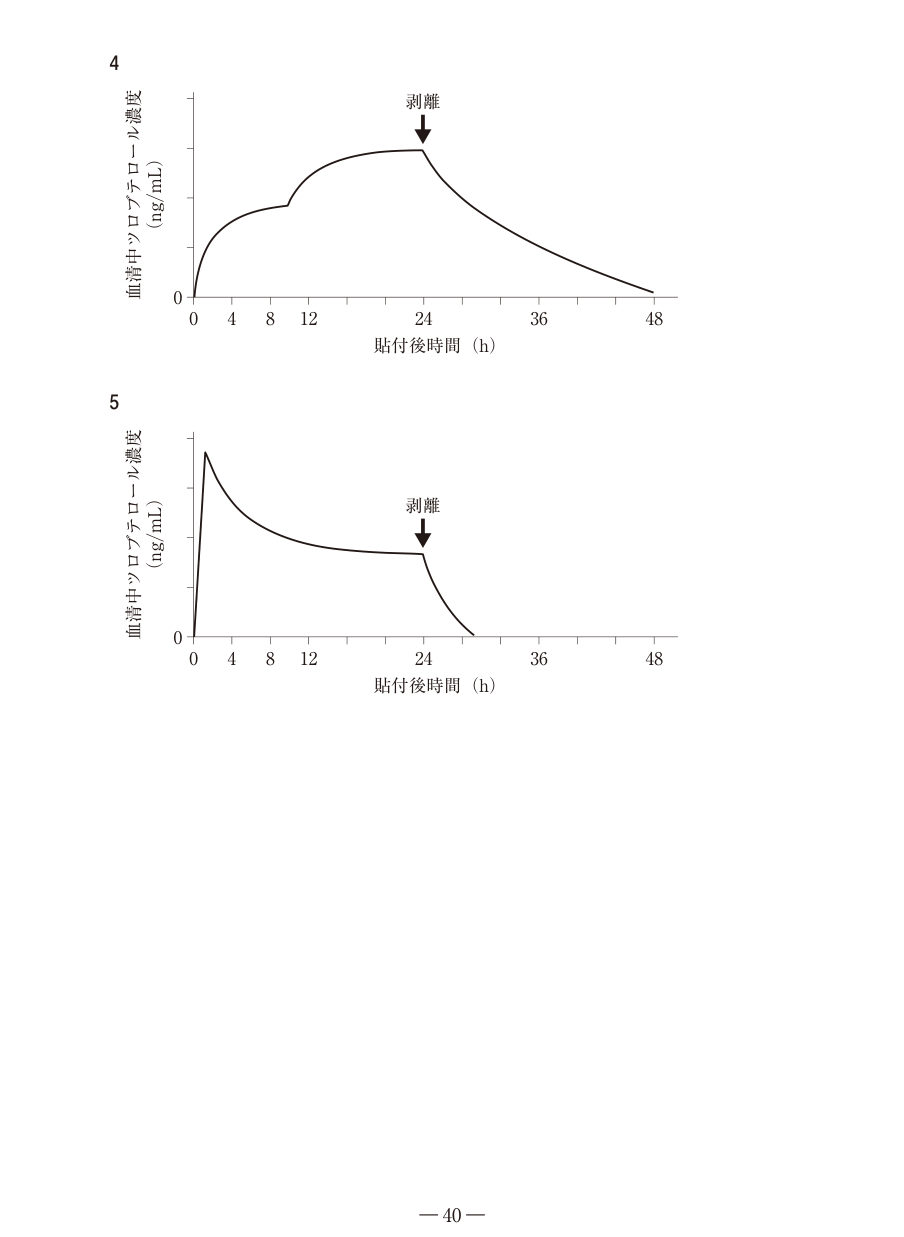 4
血清中ツロブテロール濃度
(ng/mL)
剥離
0
0 4 8 12 24 36 48
貼付後時間 (h)
5
血清中ツロブテロール濃度
(ng/mL)
剥離
0
0 4 8 12 24 36 48
貼付後時間 (h)
— 40 —